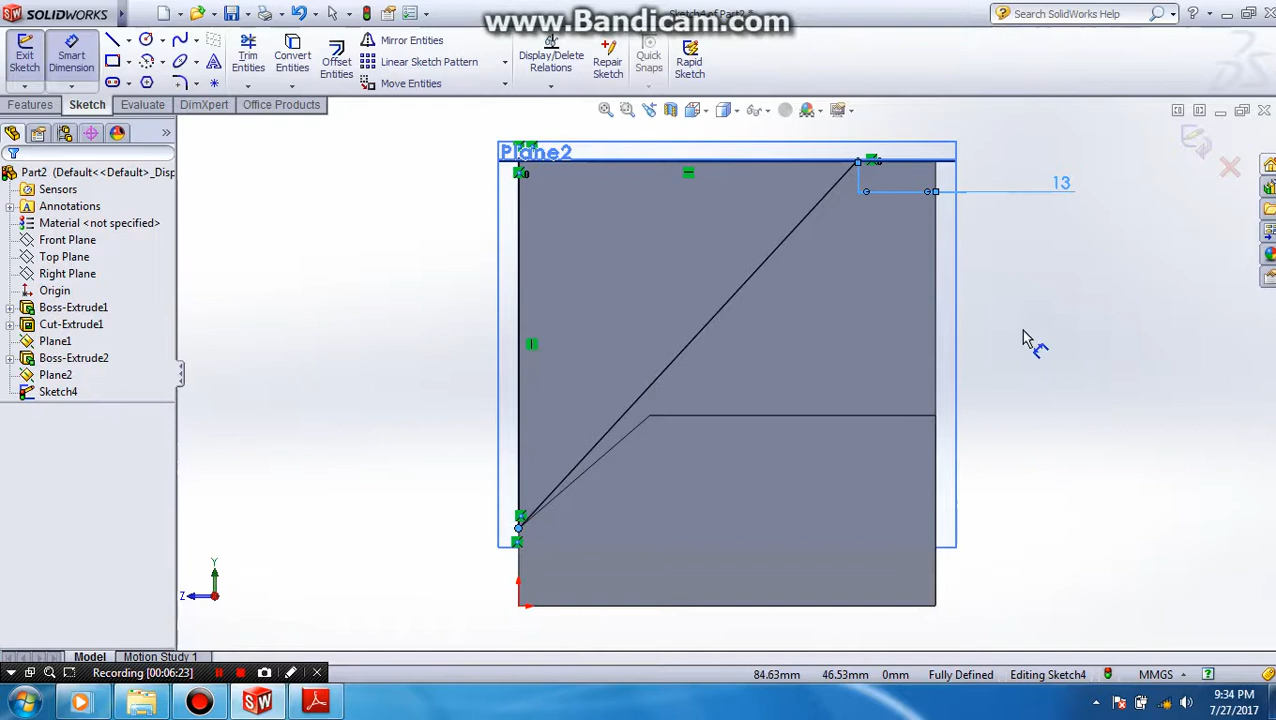 SOLIDWORKS
www.Bandicam.com
Search SolidWorks Help
Exit
Sketch
Smart
Dimension
Trim
Entities
Convert
Entities
Offset
Entities
Mirror Entities
Linear Sketch Pattern
Move Entities
Display/Delete
Relations
Repair
Sketch
Quick
Snaps
Rapid
Sketch
Features
Sketch
Evaluate
DimXpert
Office Products
Part2 (Default<<Default>_Disp
Sensors
Annotations
Material <not specified>
Front Plane
Top Plane
Right Plane
Origin
Boss-Extrude1
Cut-Extrude1
Plane1
Boss-Extrude2
Plane2
Sketch4
Plane2
13
Y
Z
Model
Motion Study 1
Recording [00:06:23]
84.63mm
46.53mm
0mm
Fully Defined
Editing Sketch4
MMGS
9:34 PM
7/27/2017